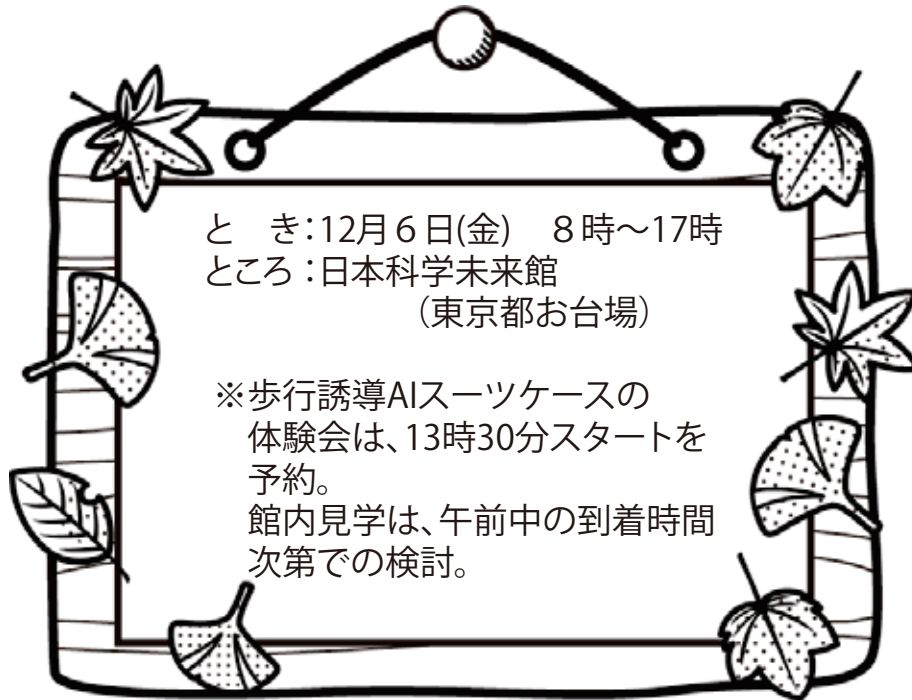 と　き：12月６日(金)　８時～17時
ところ：日本科学未来館
（東京都お台場）
※歩行誘導AIスーツケースの
体験会は、13時30分スタートを
予約。
館内見学は、午前中の到着時間
次第での検討。